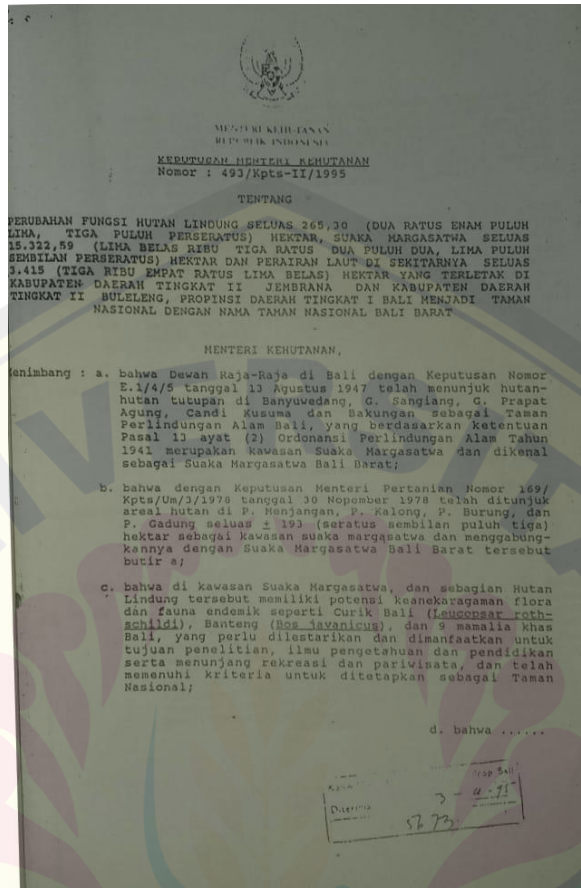 MENTERI KEHUTANAN
REPUBLIK INDONESIA
KEPUTUSAN MENTERI KEHUTANAN
Nomor : 493/Kpts-II/1995
TENTANG
PERUBAHAN FUNGSI HUTAN LINDUNG SELUAS 265,30 (DUA RATUS ENAM PULUH
LIMA, TIGA PULUH PERSERATUS) HEKTAR, SUAKA MARGASATWA SELUAS
15.322,59 (LIMA BELAS RIBU TIGA RATUS DUA PULUH DUA, LIMA PULUH
SEMBILAN PERSERATUS) HEKTAR DAN PERAIRAN LAUT DI SEKITARNYA SELUAS
3.415 (TIGA RIBU EMPAT RATUS LIMA BELAS) HEKTAR YANG TERLETAK DI
KABUPATEN DAERAH TINGKAT II JEMBRANA DAN KABUPATEN DAERAH
TINGKAT II BULELENG, PROPINSI DAERAH TINGKAT I BALI MENJADI TAMAN
NASIONAL DENGAN NAMA TAMAN NASIONAL BALI BARAT
MENTERI KEHUTANAN,
enimbang : a. bahwa Dewan Raja-Raja di Bali dengan Keputusan Nomor
E.1/4/5 tanggal 13 Agustus 1947 telah menunjuk hutan-
hutan tutupan di Banyuwedang, G. Sangiang, G. Prapat
Agung, Candi Kusuma dan Bakungan sebagai Taman
Perlindungan Alam Bali, yang berdasarkan ketentuan
Pasal 13 ayat (2) Ordonansi Perlindungan Alam Tahun
1941 merupakan kawasan Suaka Margasatwa dan dikenal
sebagai Suaka Margasatwa Bali Barat;
b. bahwa dengan Keputusan Menteri Pertanian Nomor 169/
Kpts/Um/3/1978 tanggal 30 Nopember 1978 telah ditunjuk
areal hutan di P. Menjangan, P. Kalong, P. Burung, dan
P. Gadung seluas ± 193 (seratus sembilan puluh tiga)
hektar sebagai kawasan suaka margasatwa dan menggabung-
kannya dengan Suaka Margasatwa Bali Barat tersebut
butir a;
c. bahwa di kawasan Suaka Margasatwa, dan sebagian Hutan
Lindung tersebut memiliki potensi keanekaragaman flora
dan fauna endemik seperti Curik Bali (Leucopsar roth-
schildi), Banteng (Bos javanicus), dan 9 mamalia khas
Bali, yang perlu dilestarikan dan dimanfaatkan untuk
tujuan penelitian, ilmu pengetahuan dan pendidikan
serta menunjang rekreasi dan pariwisata, dan telah
memenuhi kriteria untuk ditetapkan sebagai Taman
Nasional;
d. bahwa ......
Bali
Diterima 3 -